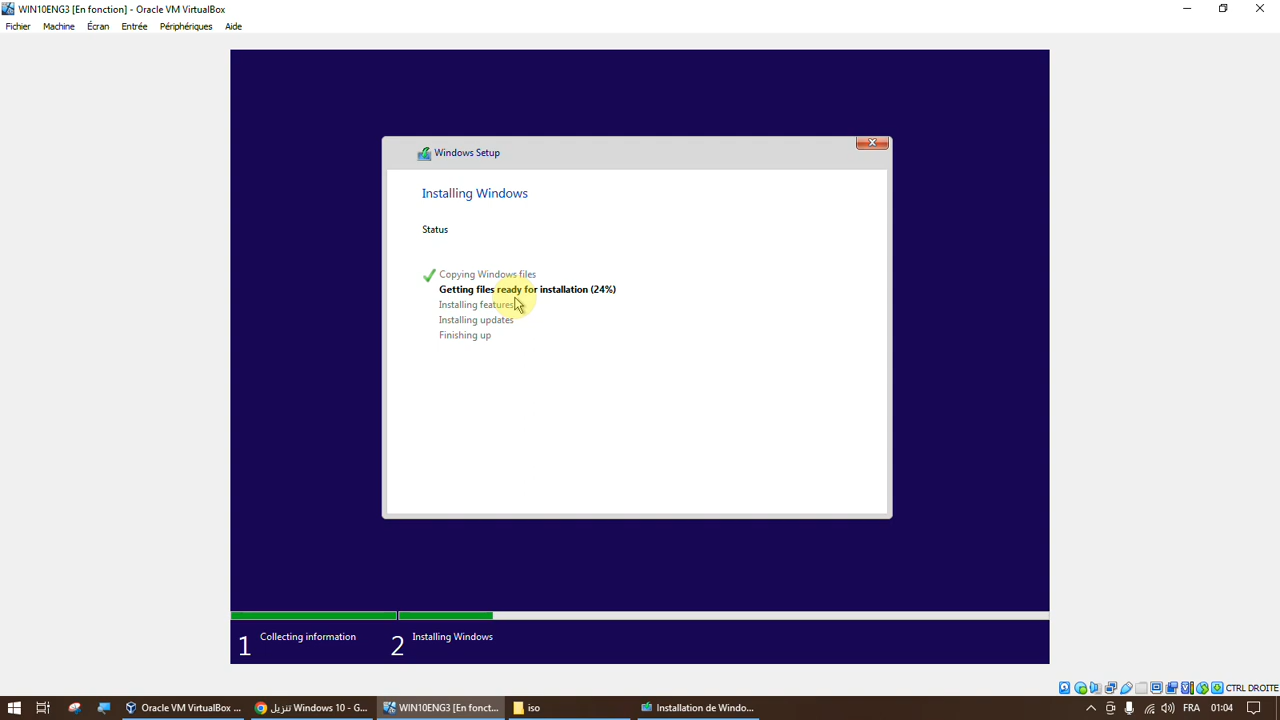 WIN10ENG3 [En fonction] - Oracle VM VirtualBox
Fichier Machine Écran Entrée Périphériques Aide
Windows Setup
Installing Windows
Status
Copying Windows files
Getting files ready for installation (24%)
Installing features
Installing updates
Finishing up
1 Collecting information 2 Installing Windows
CTRL DROITE
Oracle VM VirtualBox ... تنزيل Windows 10 - G... WIN10ENG3 [En fonct... iso Installation de Windo... FRA 01:04